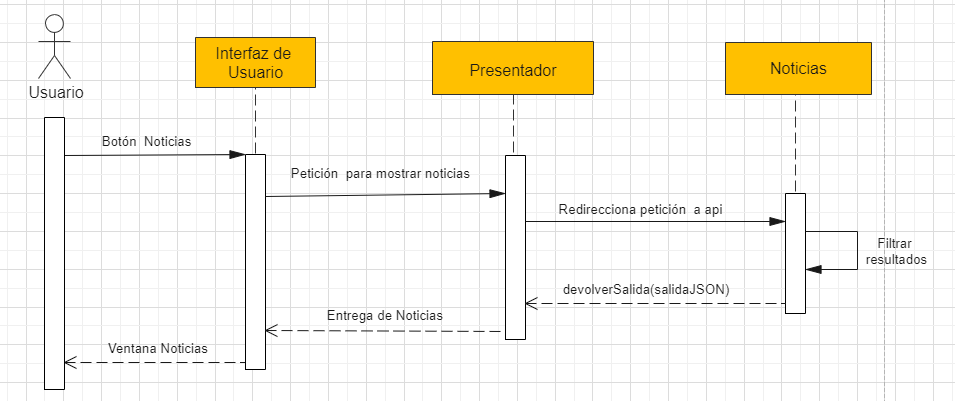 Usuario
Interfaz de
Usuario
Presentador
Noticias
Botón Noticias
Petición para mostrar noticias
Redirecciona petición a api
Filtrar
resultados
devolverSalida(salidaJSON)
Entrega de Noticias
Ventana Noticias